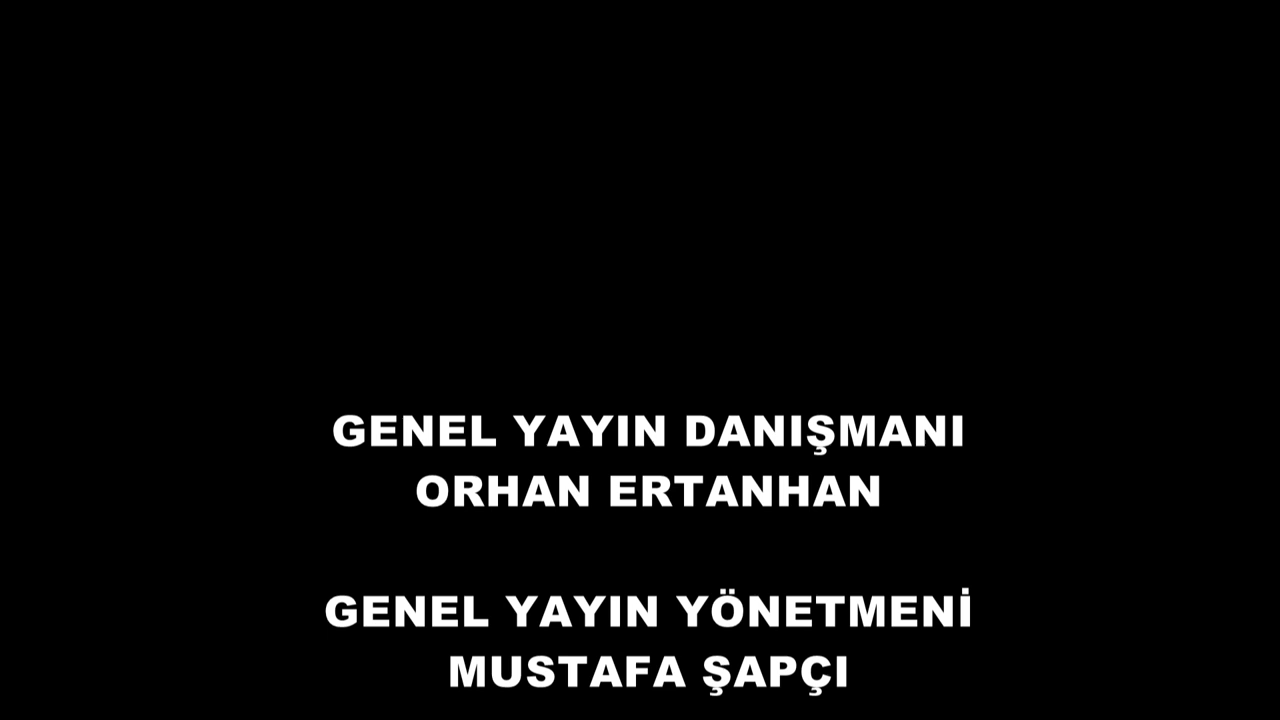 GENEL YAYIN DANIŞMANI
ORHAN ERTANHAN
GENEL YAYIN YÖNETMENİ
MUSTAFA ŞAPÇI